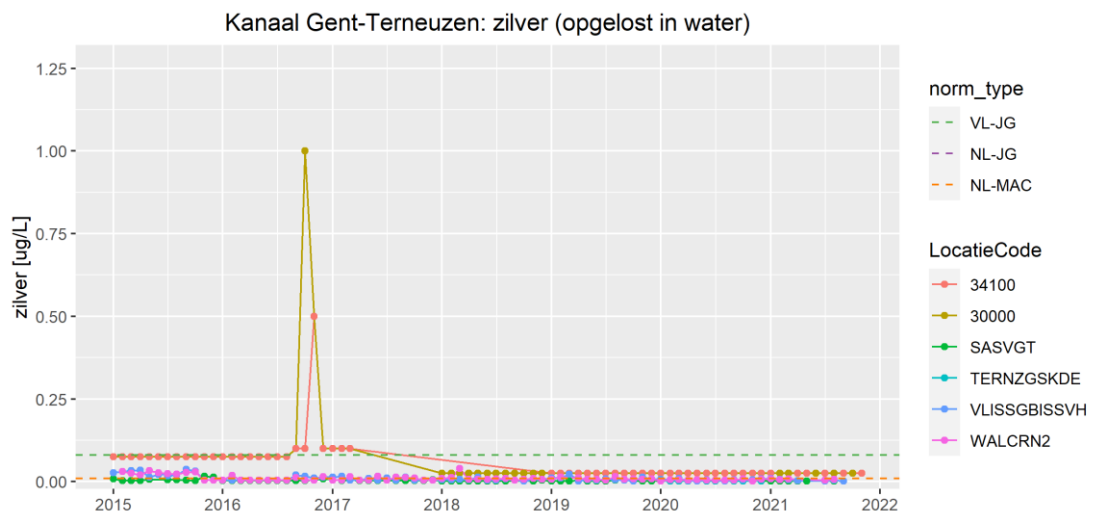 Kanaal Gent-Terneuzen: zilver (opgelost in water)
zilver [ug/L]
1.25
1.00
0.75
0.50
0.25
0.00
2015 2016 2017 2018 2019 2020 2021 2022
norm_type
VL-JG
NL-JG
NL-MAC
LocatieCode
34100
30000
SASVGT
TERNZGSKDE
VLISSGBISSVH
WALCRN2